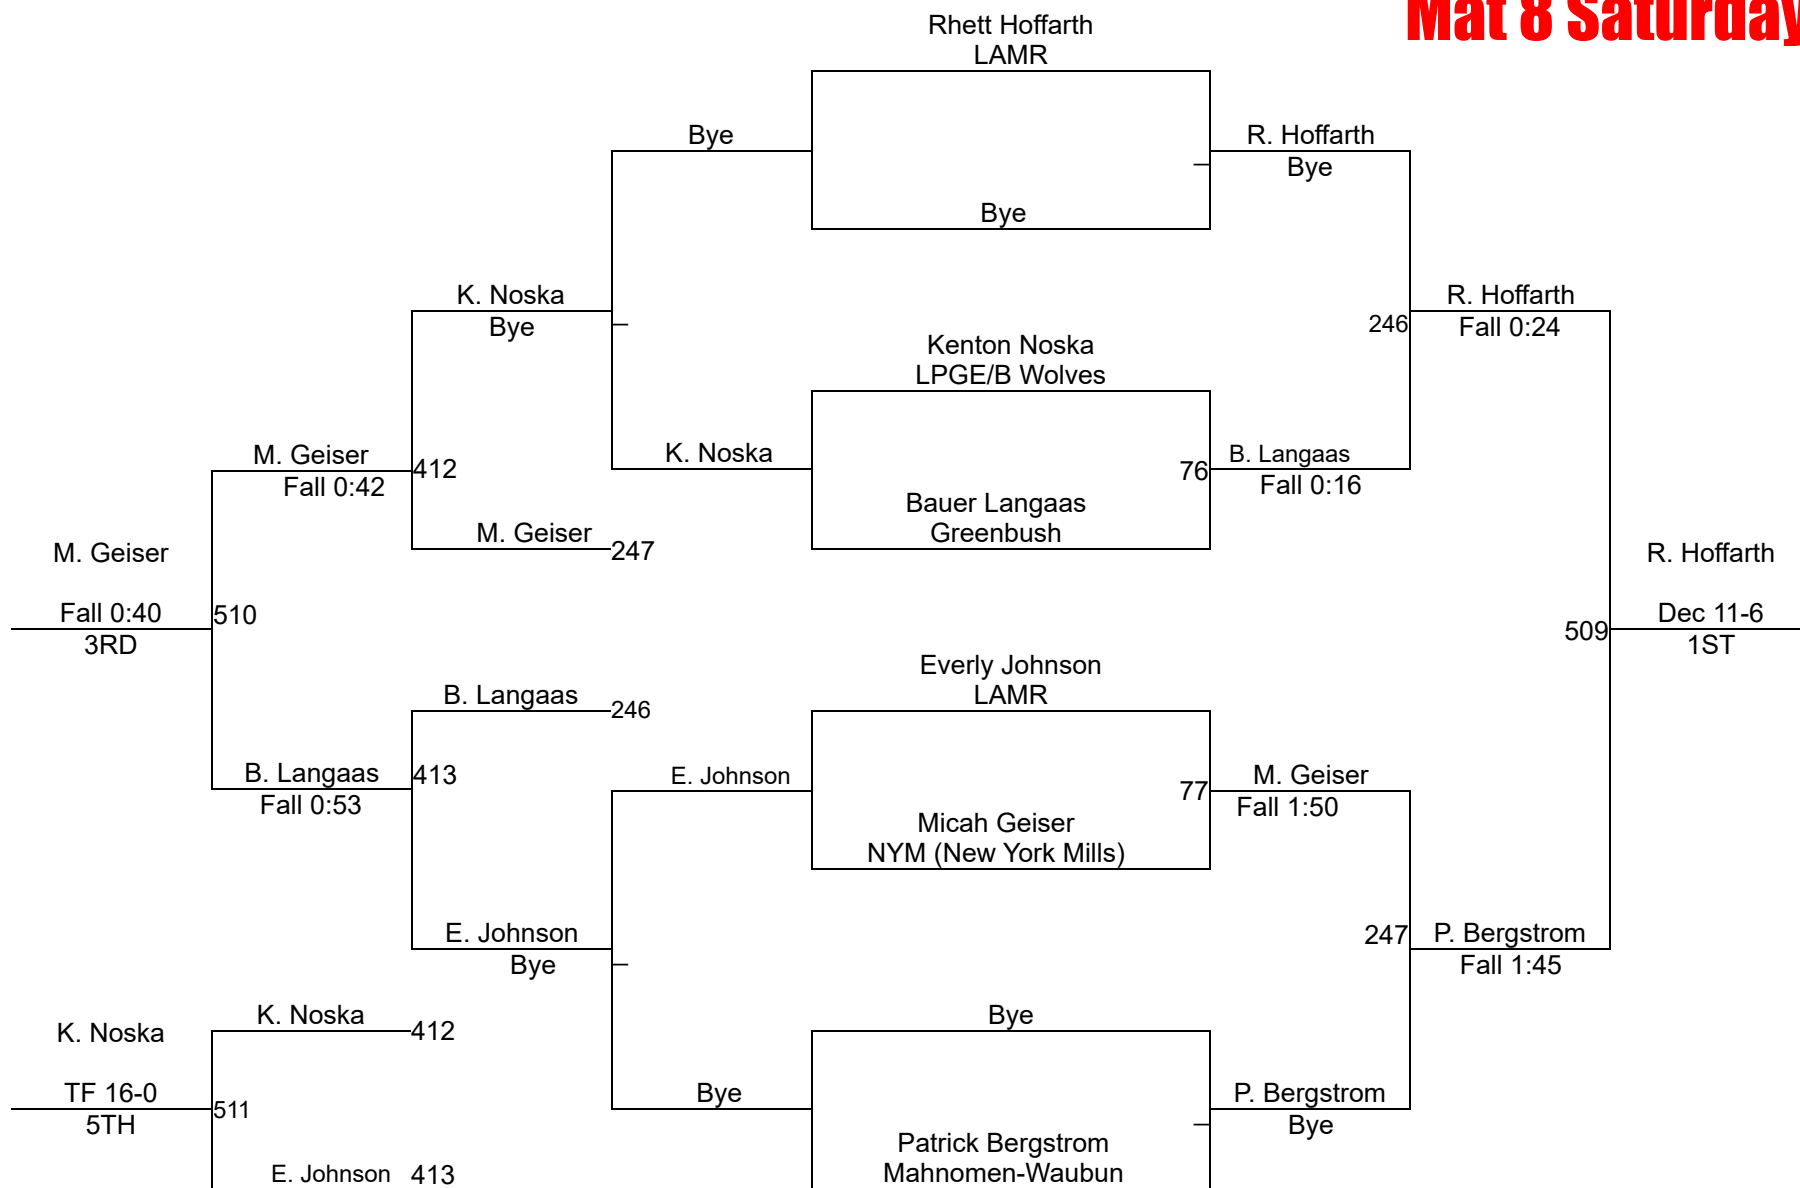 Mat 8 Saturday
Rhett Hoffarth
LAMR
Bye
R. Hoffarth
Bye
Bye
K. Noska
Bye
R. Hoffarth
246
Fall 0:24
Kenton Noska
LPGE/B Wolves
M. Geiser
412
K. Noska
76
B. Langaas
Fall 0:42
Fall 0:16
Bauer Langaas
Greenbush
M. Geiser
247
M. Geiser
R. Hoffarth
Fall 0:40
510
509
Dec 11-6
3RD
1ST
Everly Johnson
LAMR
B. Langaas
246
B. Langaas
413
E. Johnson
77
M. Geiser
Fall 0:53
Fall 1:50
Micah Geiser
NYM (New York Mills)
E. Johnson
Bye
247
P. Bergstrom
Fall 1:45
K. Noska
K. Noska
412
Bye
TF 16-0
511
5TH
Bye
P. Bergstrom
Bye
Patrick Bergstrom
Mahnomen-Waubun
E. Johnson
413